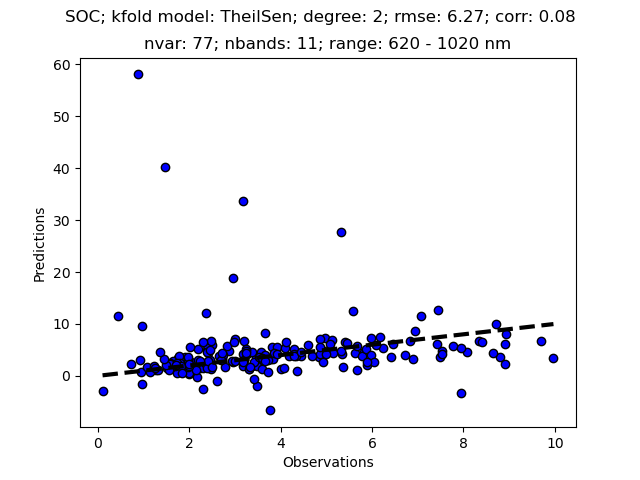 SOC; kfold model: TheilSen; degree: 2; rmse: 6.27; corr: 0.08
nvar: 77; nbands: 11; range: 620 - 1020 nm
60
50
40
30
20
10
0
Predictions
0 2 4 6 8 10
Observations